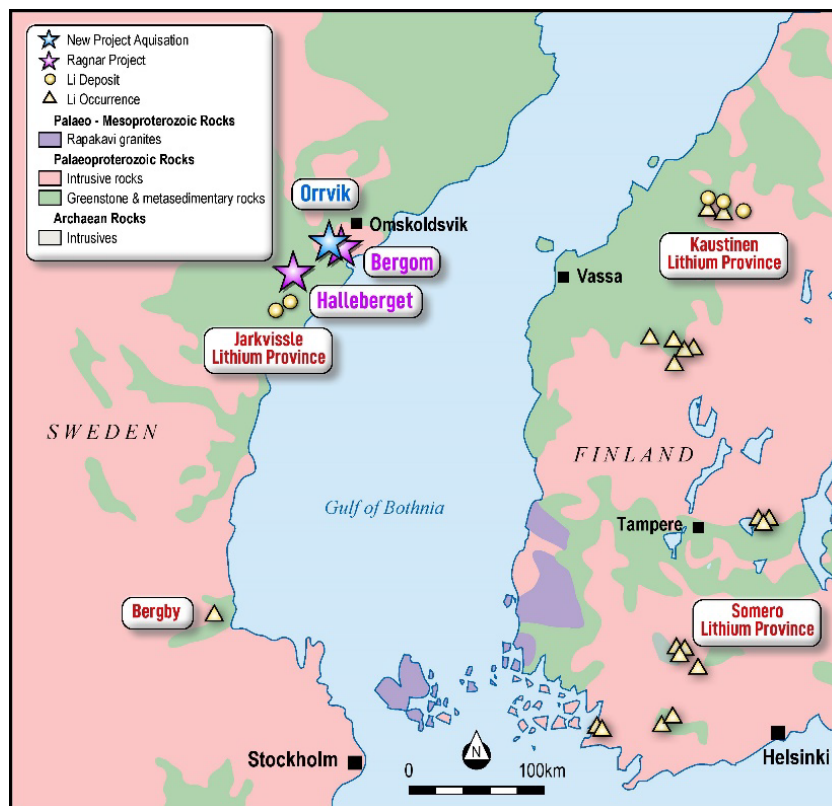 New Project Aquisation
Ragnar Project
Li Deposit
Li Occurrence
Palaeo - Mesoproterozoic Rocks
Rapakavi granites
Palaeoproterozoic Rocks
Intrusive rocks
Greenstone & metasedimentary rocks
Archaean Rocks
Intrusives
Orrvik
Omskoldsvik
Bergom
Halleberget
Jarkvissle
Lithium Province
Kaustinen
Lithium Province
Vassa
SWEDEN
FINLAND
Gulf of Bothnia
Tampere
Bergby
Somero
Lithium Province
Stockholm
N
Helsinki
0 100km